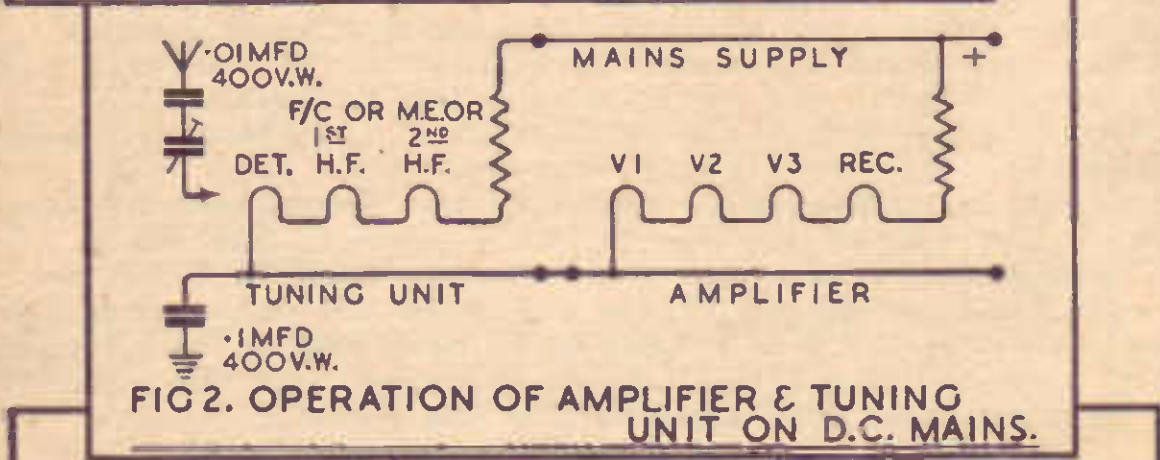 ·01MFD
400V.W.
MAINS SUPPLY
+
F/C OR M.E.OR
1ST 2ND
DET. H.F. H.F.
V1 V2 V3 REC.
TUNING UNIT
AMPLIFIER
·1MFD
400V.W.
FIG 2. OPERATION OF AMPLIFIER & TUNING
UNIT ON D.C. MAINS.